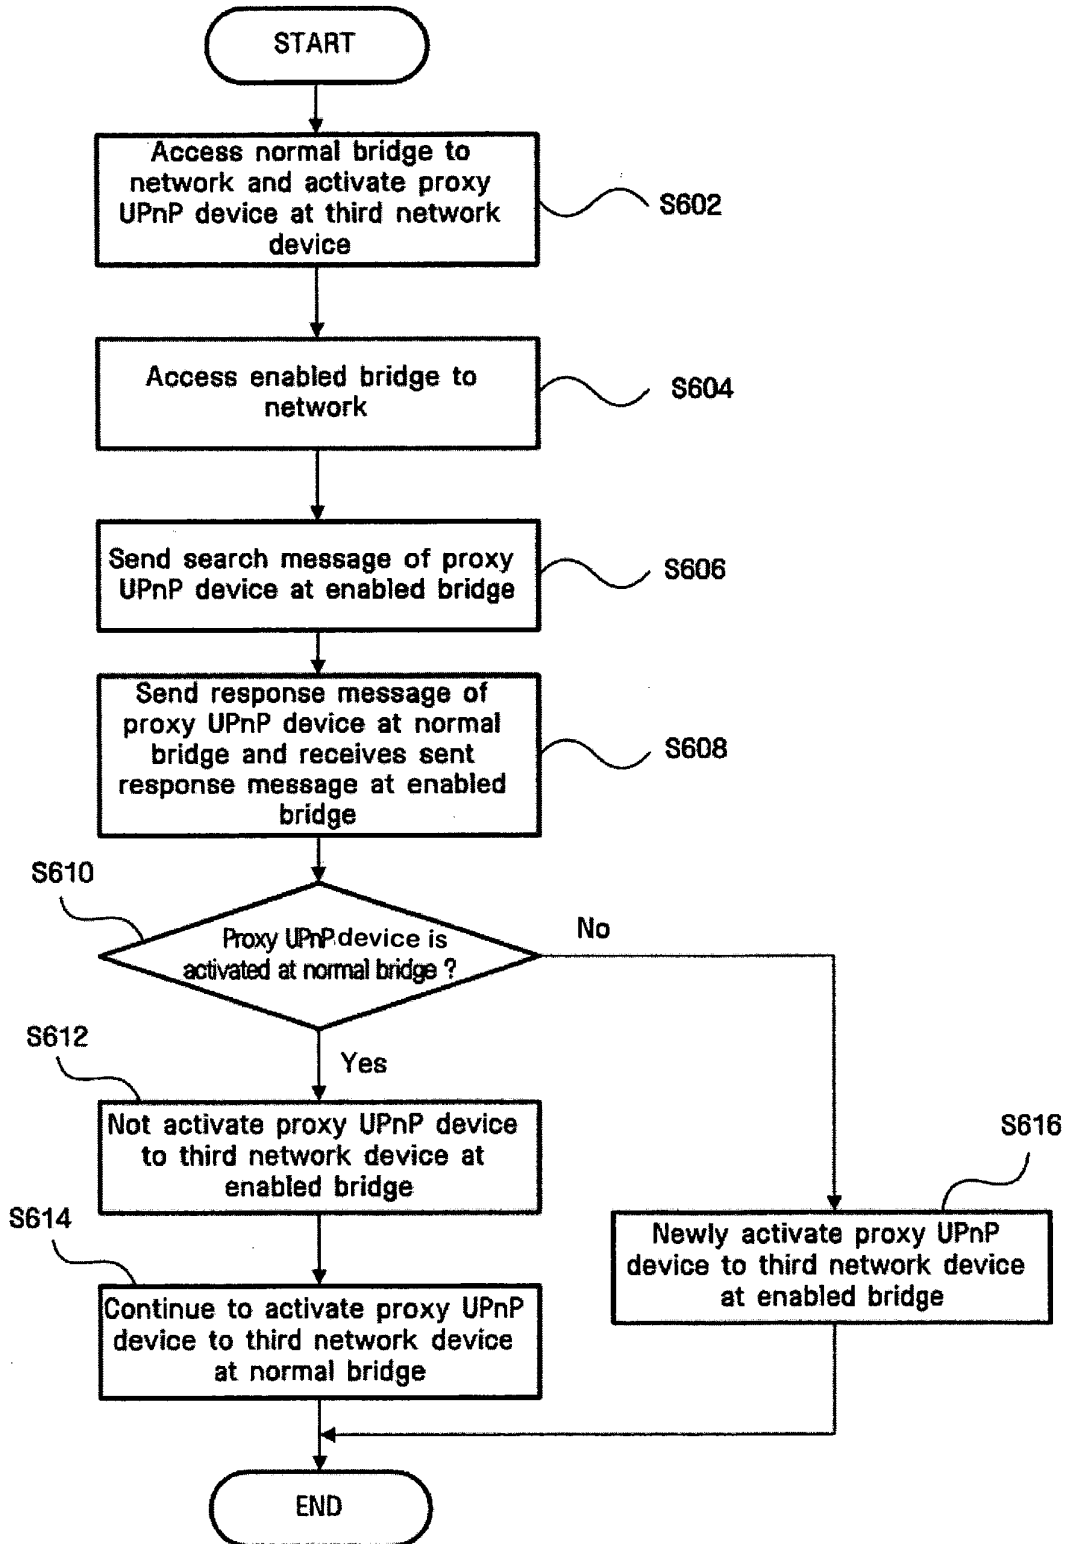 START
Access normal bridge to
network and activate proxy
UPnP device at third network
device
S602
Access enabled bridge to
network
S604
Send search message of proxy
UPnP device at enabled bridge
S606
Send response message of
proxy UPnP device at normal
bridge and receives sent
response message at enabled
bridge
S608
S610
Proxy UPnP device is
activated at normal bridge ?
No
Yes
S612
Not activate proxy UPnP device
to third network device at
enabled bridge
S616
Newly activate proxy UPnP
device to third network device
at enabled bridge
S614
Continue to activate proxy UPnP
device to third network device
at normal bridge
END